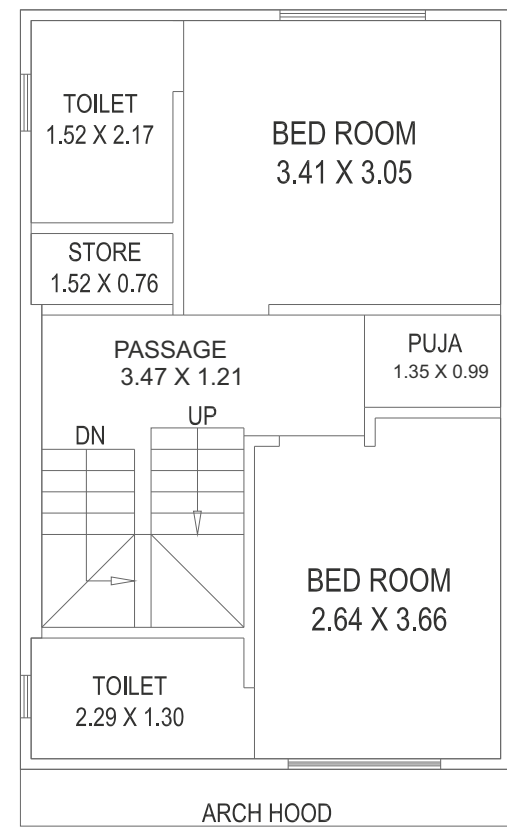 TOILET
1.52 X 2.17
BED ROOM
3.41 X 3.05
STORE
1.52 X 0.76
PASSAGE
3.47 X 1.21
PUJA
1.35 X 0.99
UP
DN
BED ROOM
2.64 X 3.66
TOILET
2.29 X 1.30
ARCH HOOD